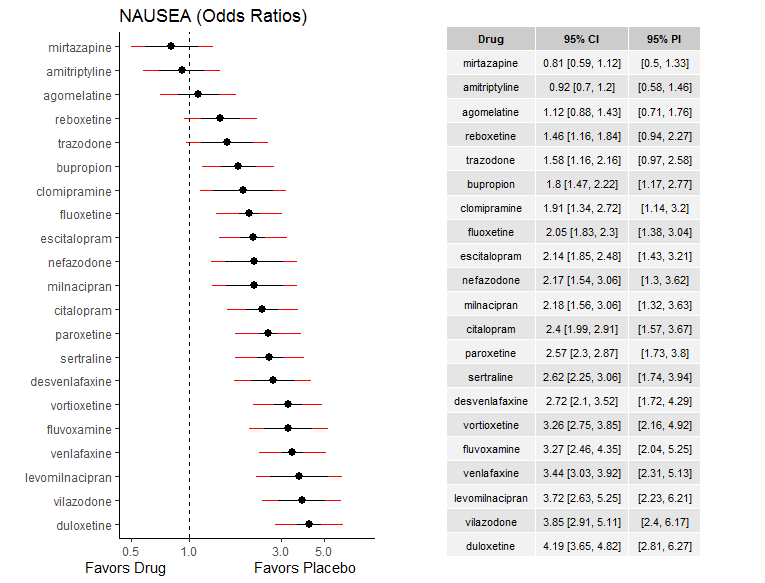 NAUSEA (Odds Ratios)
mirtazapine
amitriptyline
agomelatine
reboxetine
trazodone
bupropion
clomipramine
fluoxetine
escitalopram
nefazodone
milnacipran
citalopram
paroxetine
sertraline
desvenlafaxine
vortioxetine
fluvoxamine
venlafaxine
levomilnacipran
vilazodone
duloxetine
0.5 1.0 3.0 5.0
Favors Drug Favors Placebo
Drug 95% CI 95% PI
mirtazapine 0.81 [0.59, 1.12] [0.5, 1.33]
amitriptyline 0.92 [0.7, 1.2] [0.58, 1.46]
agomelatine 1.12 [0.88, 1.43] [0.71, 1.76]
reboxetine 1.46 [1.16, 1.84] [0.94, 2.27]
trazodone 1.58 [1.16, 2.16] [0.97, 2.58]
bupropion 1.8 [1.47, 2.22] [1.17, 2.77]
clomipramine 1.91 [1.34, 2.72] [1.14, 3.2]
fluoxetine 2.05 [1.83, 2.3] [1.38, 3.04]
escitalopram 2.14 [1.85, 2.48] [1.43, 3.21]
nefazodone 2.17 [1.54, 3.06] [1.3, 3.62]
milnacipran 2.18 [1.56, 3.06] [1.32, 3.63]
citalopram 2.4 [1.99, 2.91] [1.57, 3.67]
paroxetine 2.57 [2.3, 2.87] [1.73, 3.8]
sertraline 2.62 [2.25, 3.06] [1.74, 3.94]
desvenlafaxine 2.72 [2.1, 3.52] [1.72, 4.29]
vortioxetine 3.26 [2.75, 3.85] [2.16, 4.92]
fluvoxamine 3.27 [2.46, 4.35] [2.04, 5.25]
venlafaxine 3.44 [3.03, 3.92] [2.31, 5.13]
levomilnacipran 3.72 [2.63, 5.25] [2.23, 6.21]
vilazodone 3.85 [2.91, 5.11] [2.4, 6.17]
duloxetine 4.19 [3.65, 4.82] [2.81, 6.27]